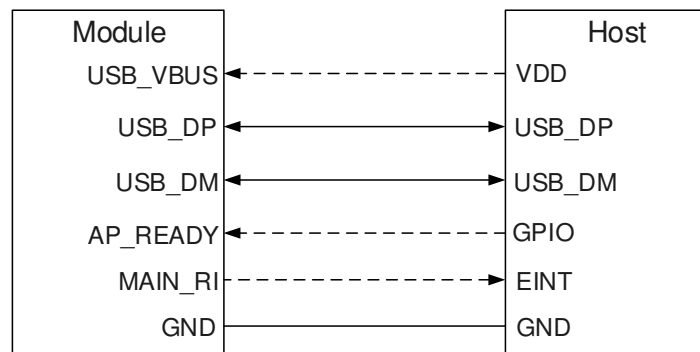 Module Host
USB_VBUS VDD
USB_DP USB_DP
USB_DM USB_DM
AP_READY GPIO
MAIN_RI EINT
GND GND